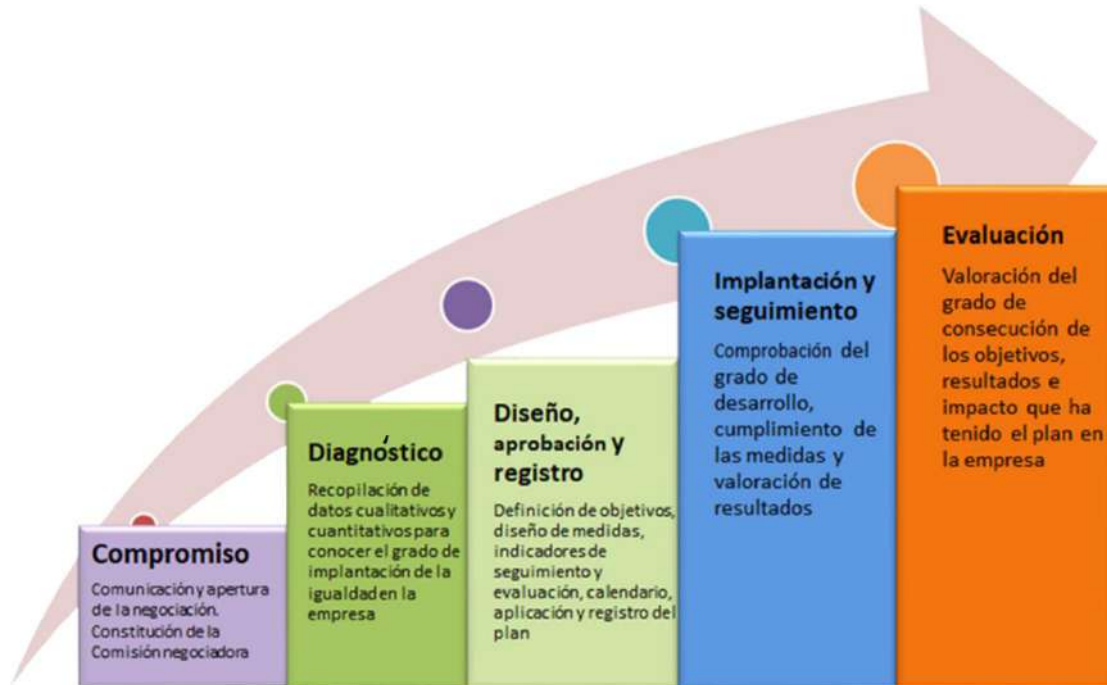 Compromiso
Comunicación y apertura
de la negociación.
Constitución de la
Comisión negociadora
Diagnóstico
Recopilación de
datos cualitativos y
cuantitativos para
conocer el grado de
implantación de la
igualdad en la
empresa
Diseño,
aprobación y
registro
Definición de objetivos,
diseño de medidas,
indicadores de
seguimiento y
evaluación, calendario,
aplicación y registro del
plan
Implantación y
seguimiento
Comprobación del
grado de
desarrollo,
cumplimiento de
las medidas y
valoración de
resultados
Evaluación
Valoración del
grado de
consecución de
los objetivos,
resultados e
impacto que ha
tenido el plan en
la empresa